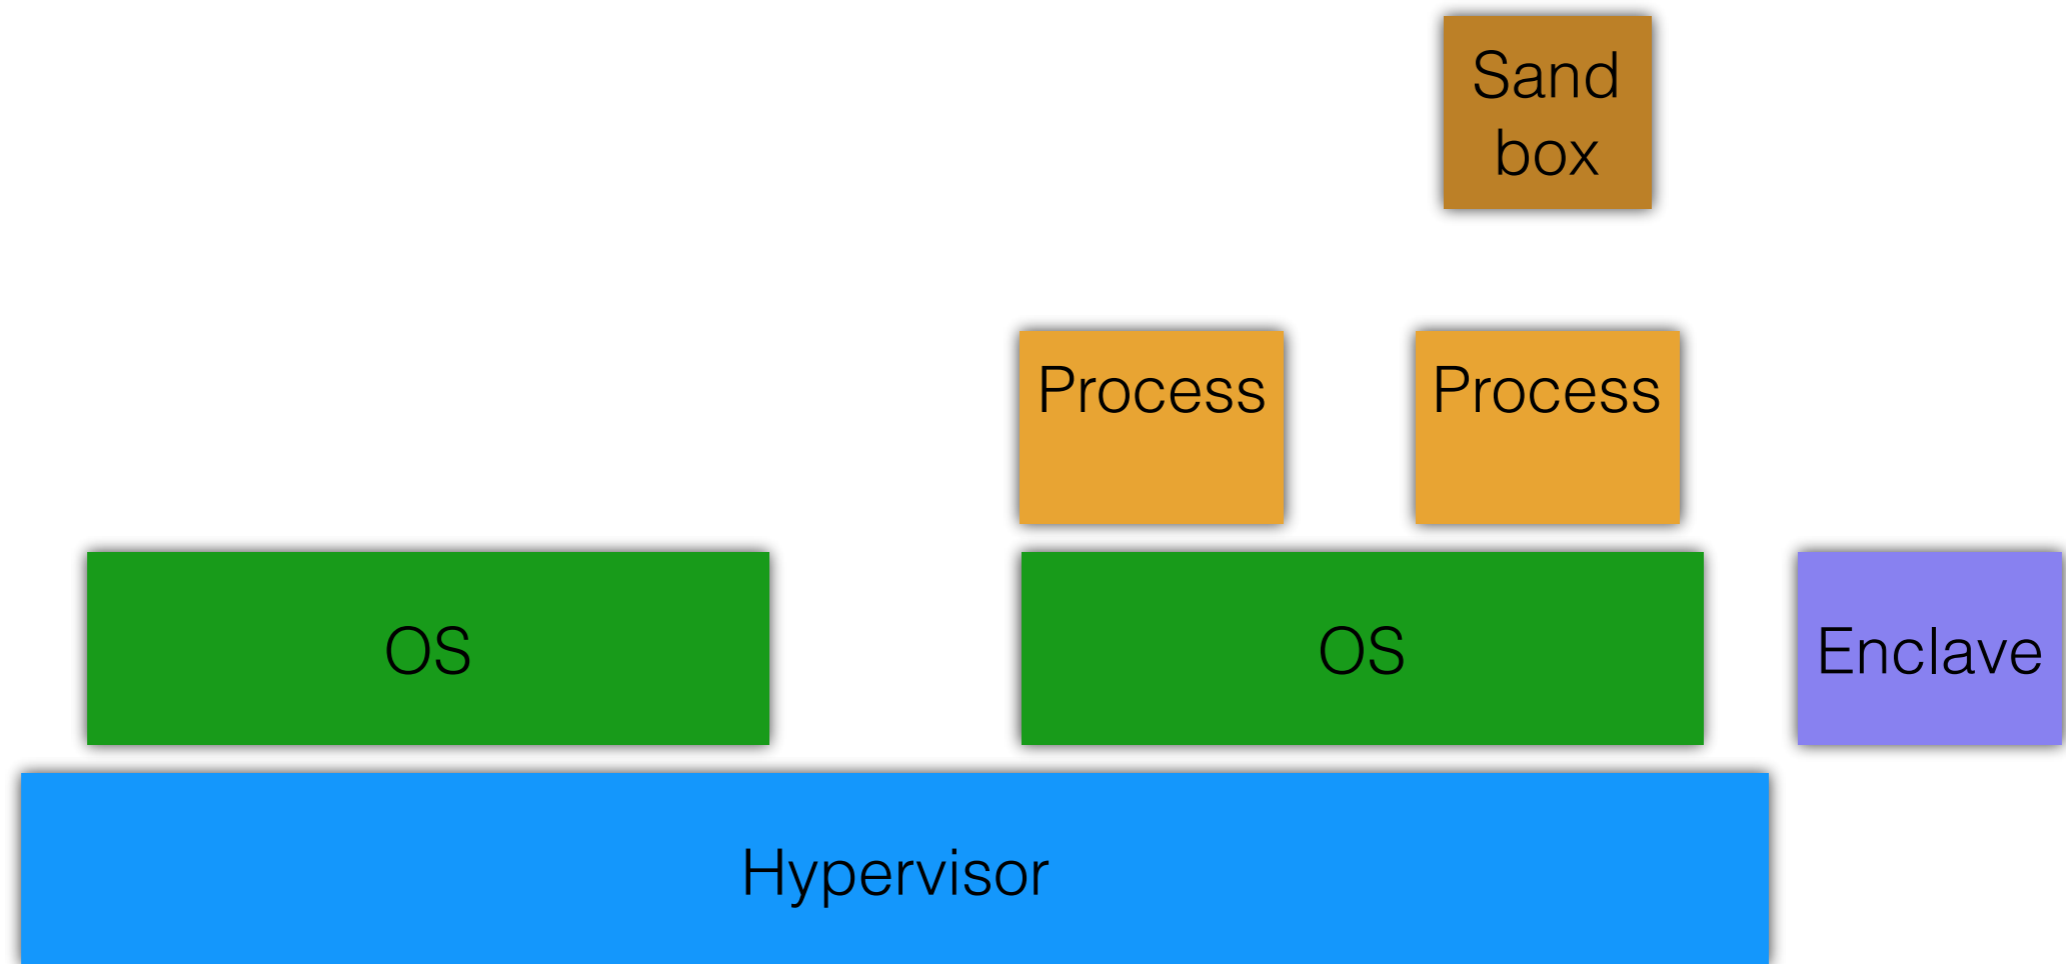 Sand
box
Process
Process
OS
OS
Enclave
Hypervisor